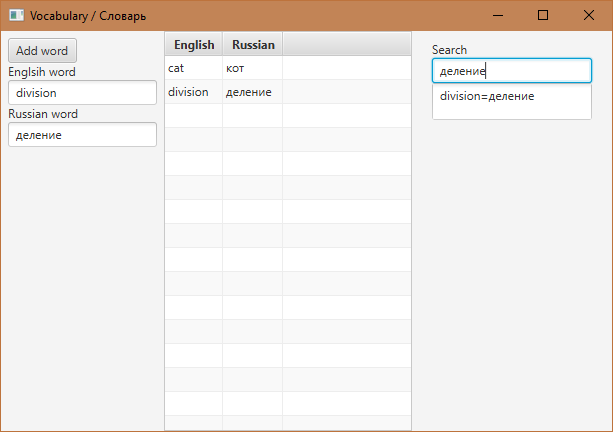 Vocabulary / Словарь
Add word
Englsih word
division
Russian word
деление
English Russian
cat кот
division деление
Search
деление
division=деление